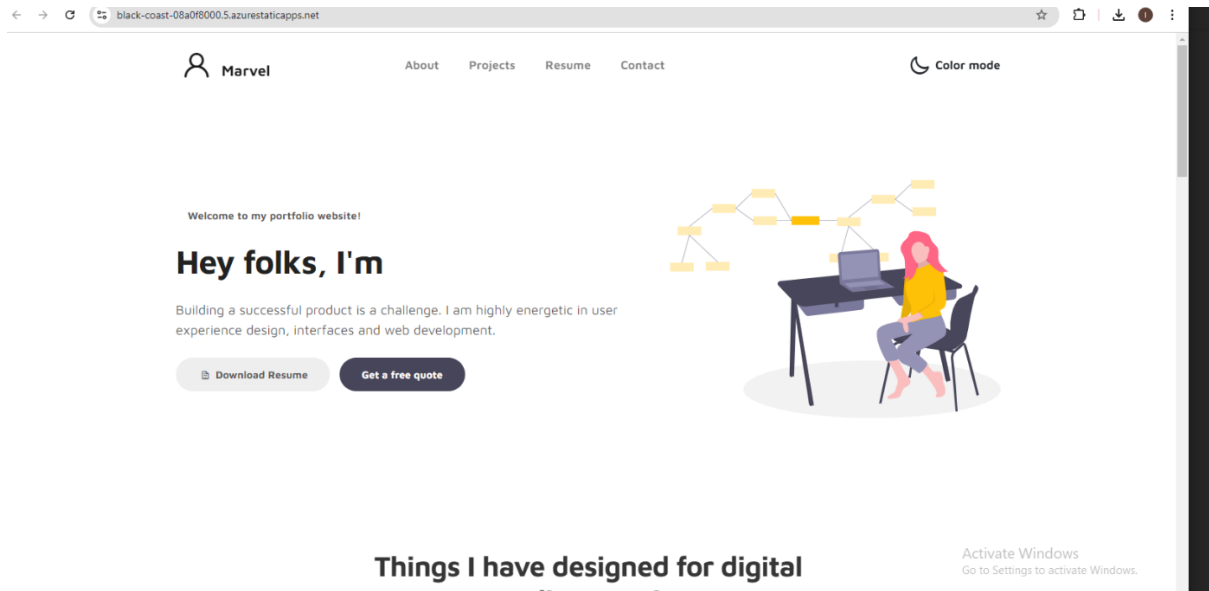 black-coast-08a0f8000.5.azurestaticapps.net
Marvel
About Projects Resume Contact
Color mode
Welcome to my portfolio website!
Hey folks, I'm
Building a successful product is a challenge. I am highly energetic in user
experience design, interfaces and web development.
Download Resume Get a free quote
Things I have designed for digital
Activate Windows
Go to Settings to activate Windows.